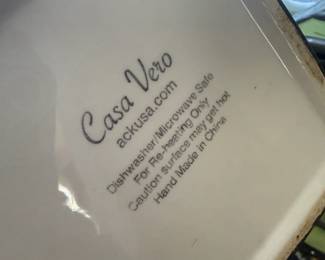 Casa Vero
ackusa.com
Dishwasher/Microwave Safe
For Re-heating Only
Caution surface may get hot
Hand Made in China